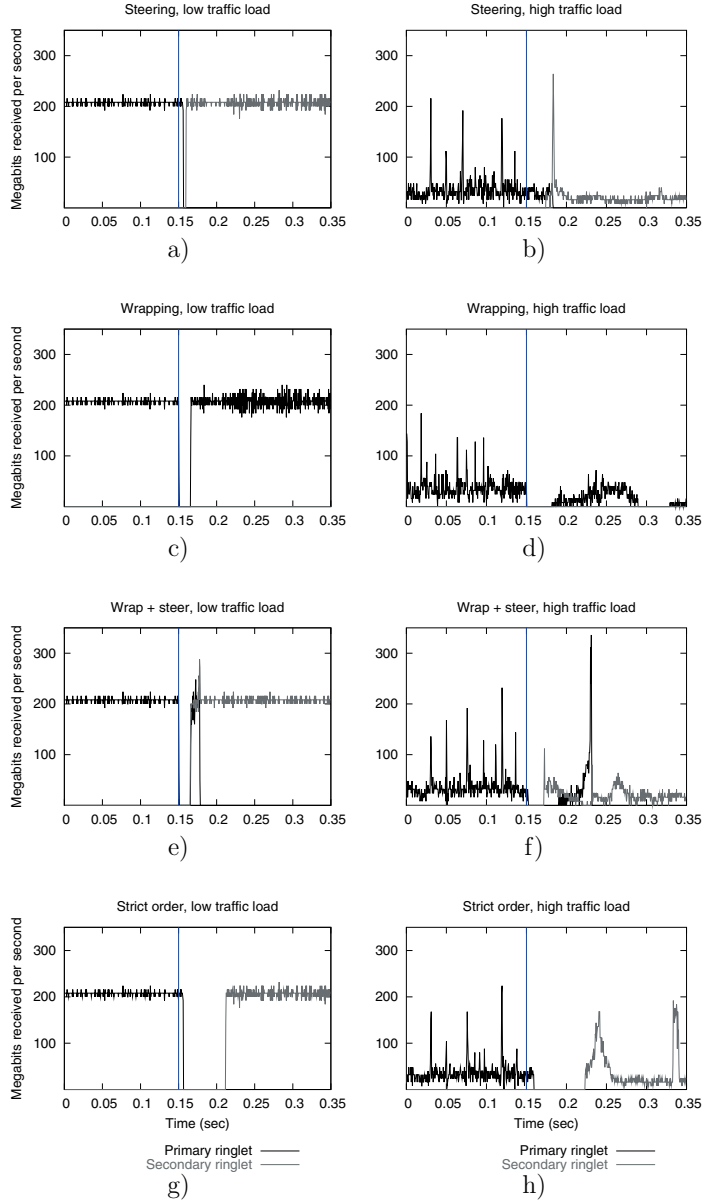 Steering, low traffic load
Steering, high traffic load
Megabits received per second
300
200
100
0 0.05 0.1 0.15 0.2 0.25 0.3 0.35
a)
300
200
100
0 0.05 0.1 0.15 0.2 0.25 0.3 0.35
b)
Wrapping, low traffic load
Wrapping, high traffic load
Megabits received per second
300
200
100
0 0.05 0.1 0.15 0.2 0.25 0.3 0.35
c)
300
200
100
0 0.05 0.1 0.15 0.2 0.25 0.3 0.35
d)
Wrap + steer, low traffic load
Wrap + steer, high traffic load
Megabits received per second
300
200
100
0 0.05 0.1 0.15 0.2 0.25 0.3 0.35
e)
300
200
100
0 0.05 0.1 0.15 0.2 0.25 0.3 0.35
f)
Strict order, low traffic load
Strict order, high traffic load
Megabits received per second
300
200
100
0 0.05 0.1 0.15 0.2 0.25 0.3 0.35
Time (sec)
Primary ringlet
Secondary ringlet
g)
300
200
100
0 0.05 0.1 0.15 0.2 0.25 0.3 0.35
Time (sec)
Primary ringlet
Secondary ringlet
h)